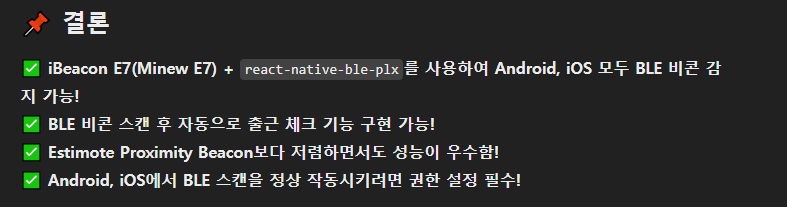 📌 결론
✅ iBeacon E7(Minew E7) + react-native-ble-plx를 사용하여 Android, iOS 모두 BLE 비콘 감
지 가능!
✅ BLE 비콘 스캔 후 자동으로 출근 체크 기능 구현 가능!
✅ Estimote Proximity Beacon보다 저렴하면서도 성능이 우수함!
✅ Android, iOS에서 BLE 스캔을 정상 작동시키려면 권한 설정 필수!